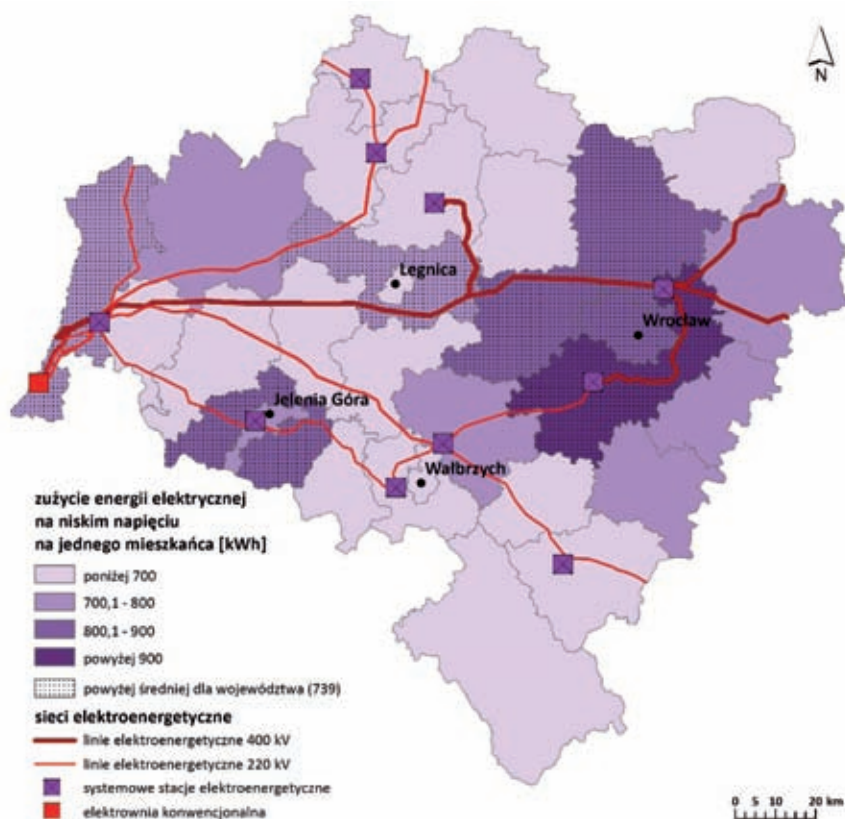 N
Legnica
Wrocław
Jelenia Góra
Wałbrzych
zużycie energii elektrycznej
na niskim napięciu
na jednego mieszkańca [kWh]
poniżej 700
700,1 - 800
800,1 - 900
powyżej 900
powyżej średniej dla województwa (739)
sieci elektroenergetyczne
linie elektroenergetyczne 400 kV
linie elektroenergetyczne 220 kV
systemowe stacje elektroenergetyczne
elektrownia konwencjonalna
0 5 10 20 km